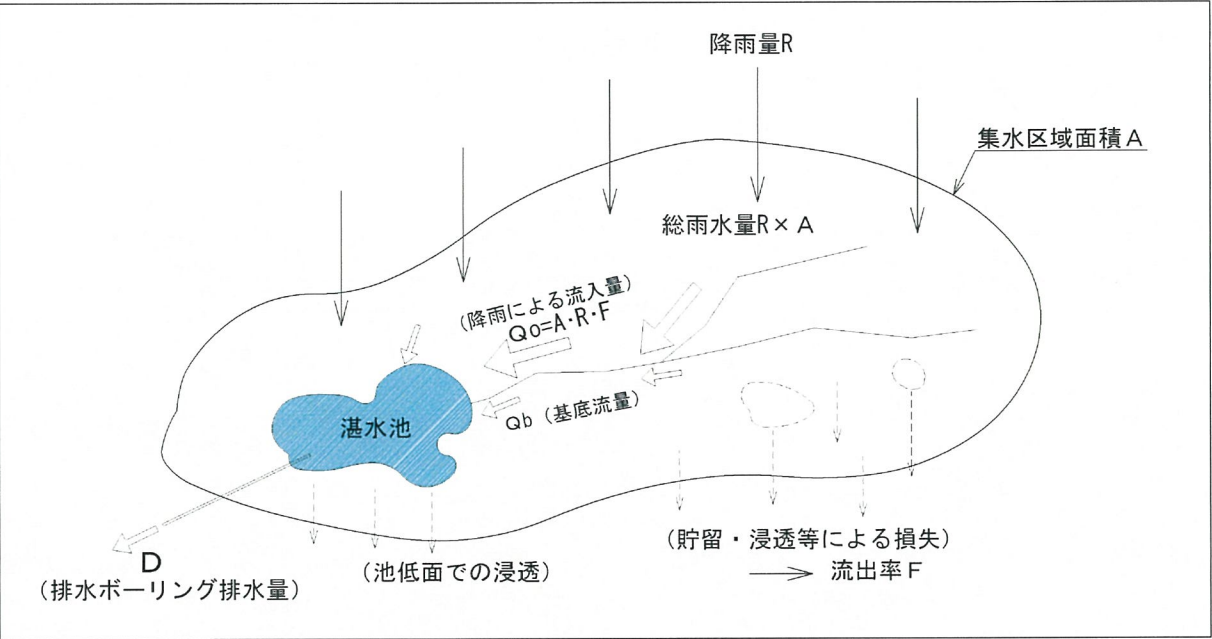 降雨量R
集水区域面積A
総雨水量R×A
(降雨による流入量)
Qo=A・R・F
Qb(基底流量)
湛水池
D
(排水ボーリング排水量)
(池低面での浸透)
(貯留・浸透等による損失)
流出率F